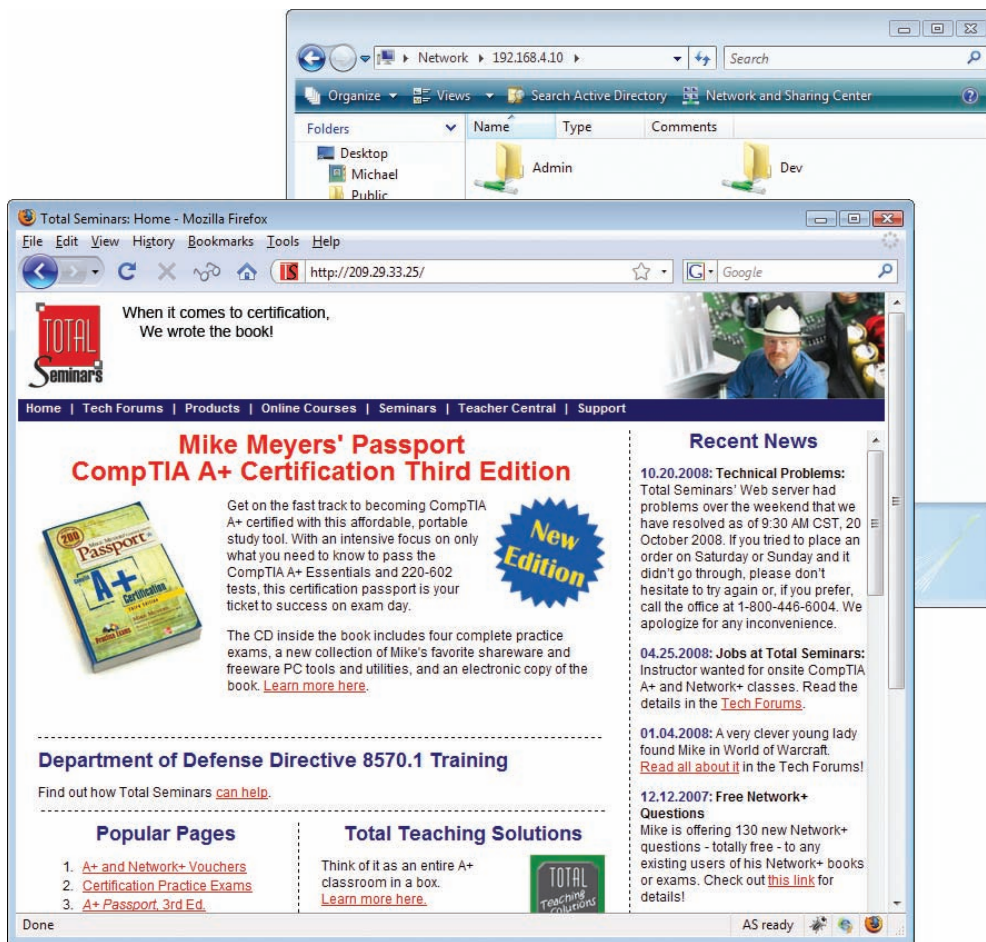 Network ▸ 192.168.4.10 ▸
Search
Organize
Views
Search Active Directory
Network and Sharing Center
Folders
Name
Type
Comments
Desktop
Michael
Public
Admin
Dev
Total Seminars: Home - Mozilla Firefox
File Edit View History Bookmarks Tools Help
http://209.29.33.25/
Google
TOTAL
Seminars
When it comes to certification,
We wrote the book!
Home | Tech Forums | Products | Online Courses | Seminars | Teacher Central | Support
Mike Meyers' Passport
CompTIA A+ Certification Third Edition
Passport
A+
Certification
Get on the fast track to becoming CompTIA
A+ certified with this affordable, portable
study tool. With an intensive focus on only
what you need to know to pass the
CompTIA A+ Essentials and 220-602
tests, this certification passport is your
ticket to success on exam day.
New
Edition
The CD inside the book includes four complete practice
exams, a new collection of Mike's favorite shareware and
freeware PC tools and utilities, and an electronic copy of the
book. Learn more here.
Department of Defense Directive 8570.1 Training
Find out how Total Seminars can help.
Popular Pages
1. A+ and Network+ Vouchers
2. Certification Practice Exams
3. A+ Passport, 3rd Ed.
Total Teaching Solutions
Think of it as an entire A+
classroom in a box.
Learn more here.
TOTAL
Teaching
Solutions
Recent News
10.20.2008: Technical Problems:
Total Seminars' Web server had
problems over the weekend that we
have resolved as of 9:30 AM CST, 20
October 2008. If you tried to place an
order on Saturday or Sunday and it
didn't go through, please don't
hesitate to try again or, if you prefer,
call the office at 1-800-446-6004. We
apologize for any inconvenience.
04.25.2008: Jobs at Total Seminars:
Instructor wanted for onsite CompTIA
A+ and Network+ classes. Read the
details in the Tech Forums.
01.04.2008: A very clever young lady
found Mike in World of Warcraft.
Read all about it in the Tech Forums!
12.12.2007: Free Network+
Questions
Mike is offering 130 new Network+
questions - totally free - to any
existing users of his Network+ books
or exams. Check out this link for
details!
Done
AS ready